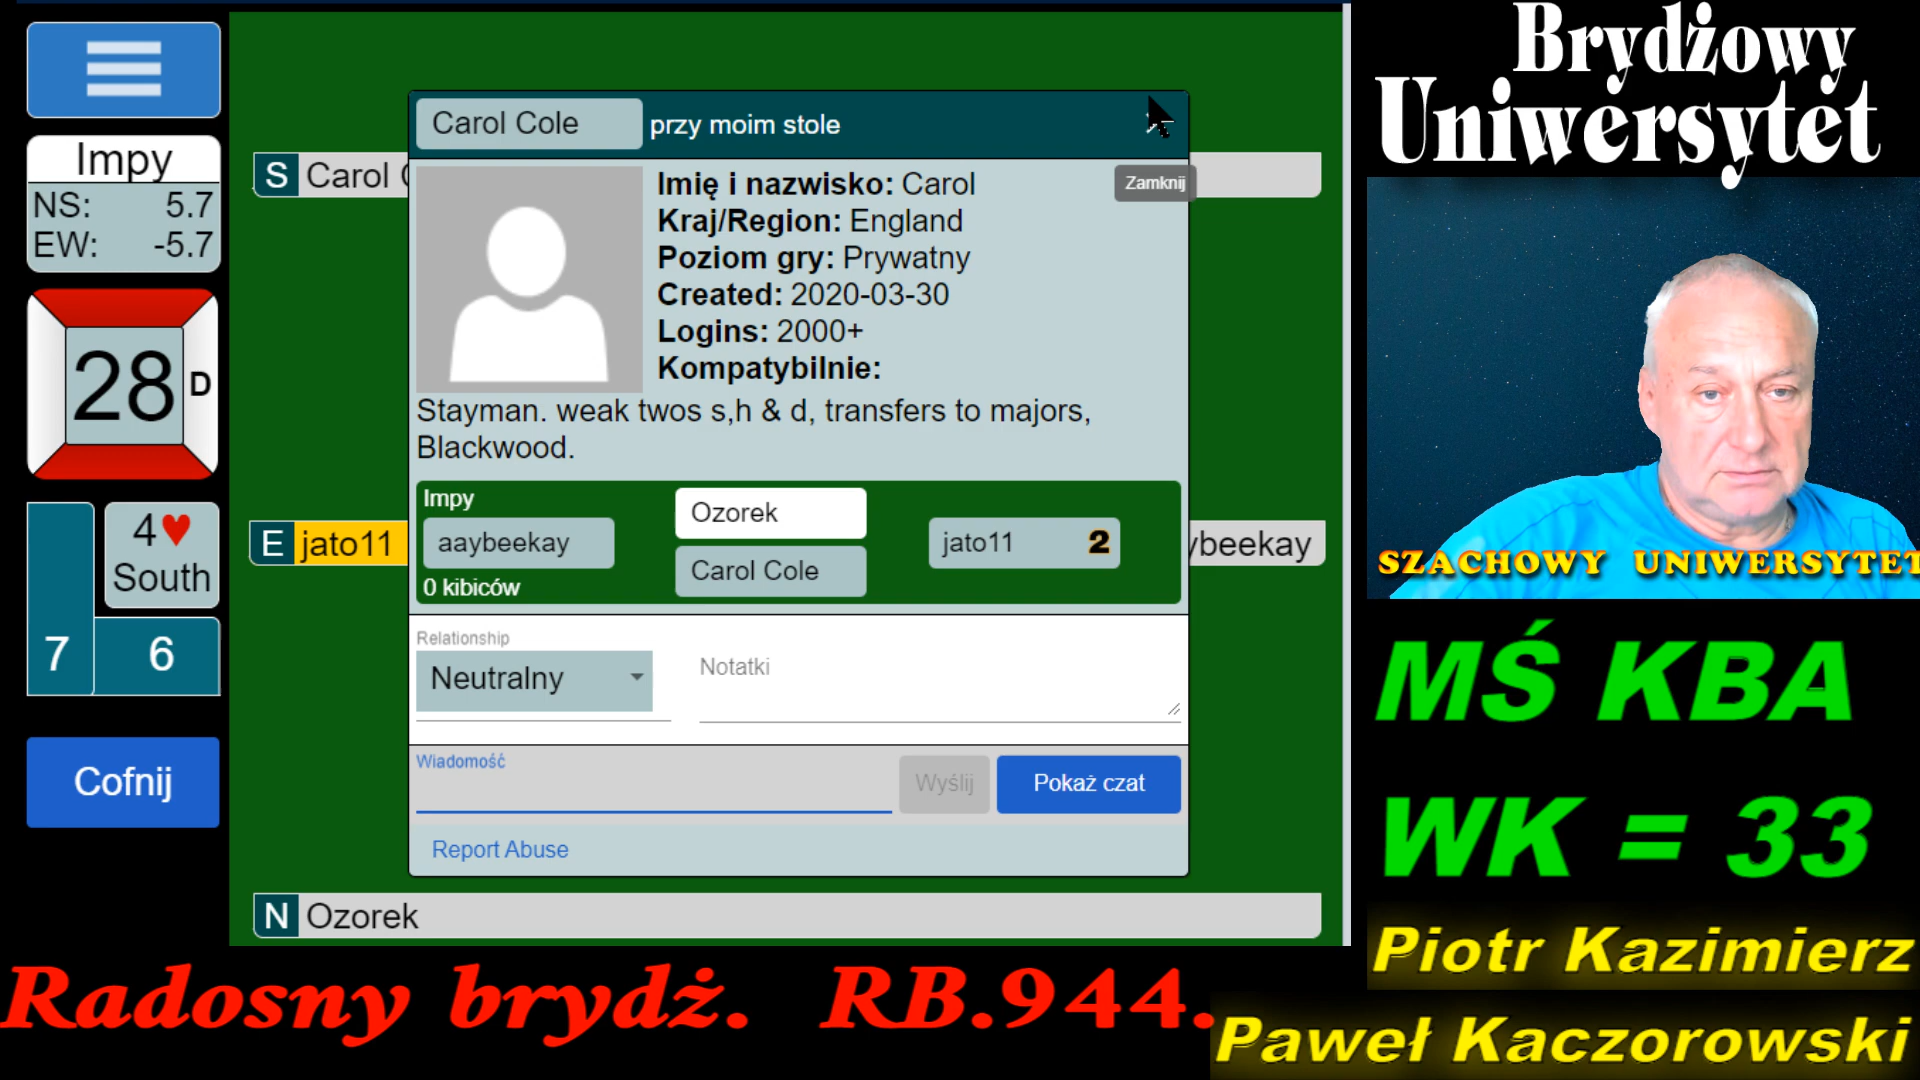 Impy
NS: 5.7
EW: -5.7
28
D
4♥
South
7
6
Cofnij
S Carol
Carol Cole przy moim stole
Zamknij
Imię i nazwisko: Carol
Kraj/Region: England
Poziom gry: Prywatny
Created: 2020-03-30
Logins: 2000+
Kompatybilnie:
Stayman. weak twos s,h & d, transfers to majors,
Blackwood.
E jato11
Impy
Ozorek
aaybeekay
jato11 2
Carol Cole
0 kibiców
ybeekay
Relationship
Neutralny
Notatki
Wiadomość
Wyślij
Pokaż czat
Report Abuse
N Ozorek
Brydżowy
Uniwersytet
SZACHOWY UNIWERSYTET
MŚ KBA
WK = 33
Piotr Kazimierz
Paweł Kaczorowski
Radosny brydż. RB.944.